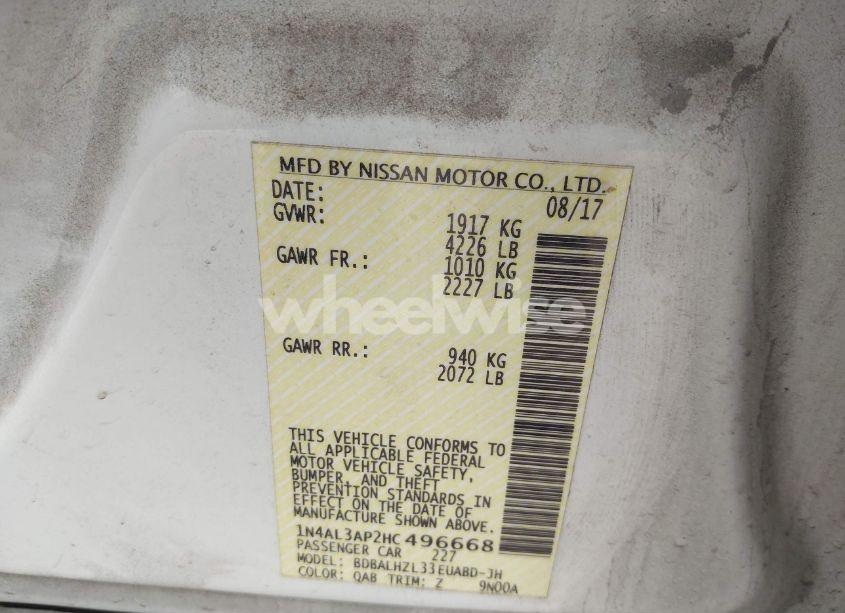 MFD BY NISSAN MOTOR CO., LTD.
DATE: 08/17
GVWR: 1917 KG
4226 LB
GAWR FR.: 1010 KG
2227 LB
wheelwise
GAWR RR.: 940 KG
2072 LB
THIS VEHICLE CONFORMS TO
ALL APPLICABLE FEDERAL
MOTOR VEHICLE SAFETY,
BUMPER, AND THEFT
PREVENTION STANDARDS IN
EFFECT ON THE DATE OF
MANUFACTURE SHOWN ABOVE.
1N4AL3AP2HC496668
PASSENGER CAR 227
MODEL: BDBALHZL33EUABD-JH
COLOR: QAB TRIM: Z 9N00A